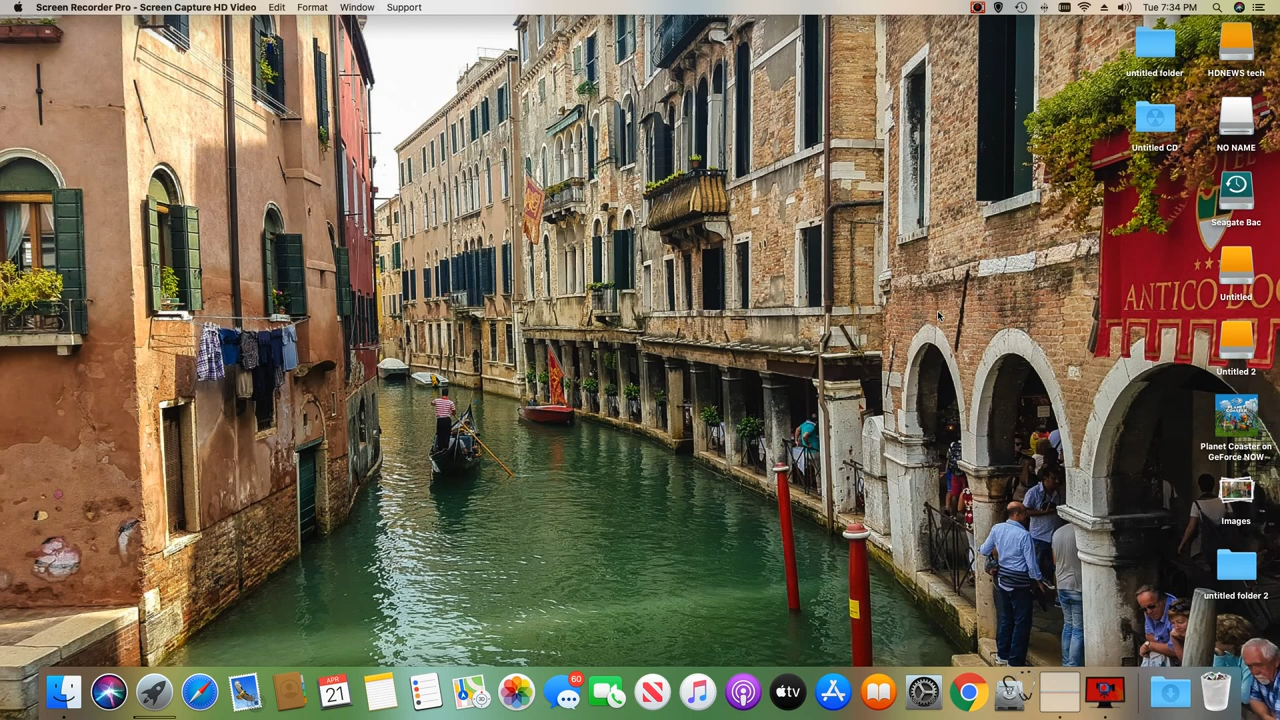 Screen Recorder Pro - Screen Capture HD Video Edit Format Window Support Tue 7:34 PM
untitled folder
HDNEWS tech
Untitled CD
NO NAME
Seagate Bac
Untitled
ANTICO
Untitled 2
PLANET COASTER
Planet Coaster on
GeForce NOW
Images
untitled folder 2
APR
21
60
tv